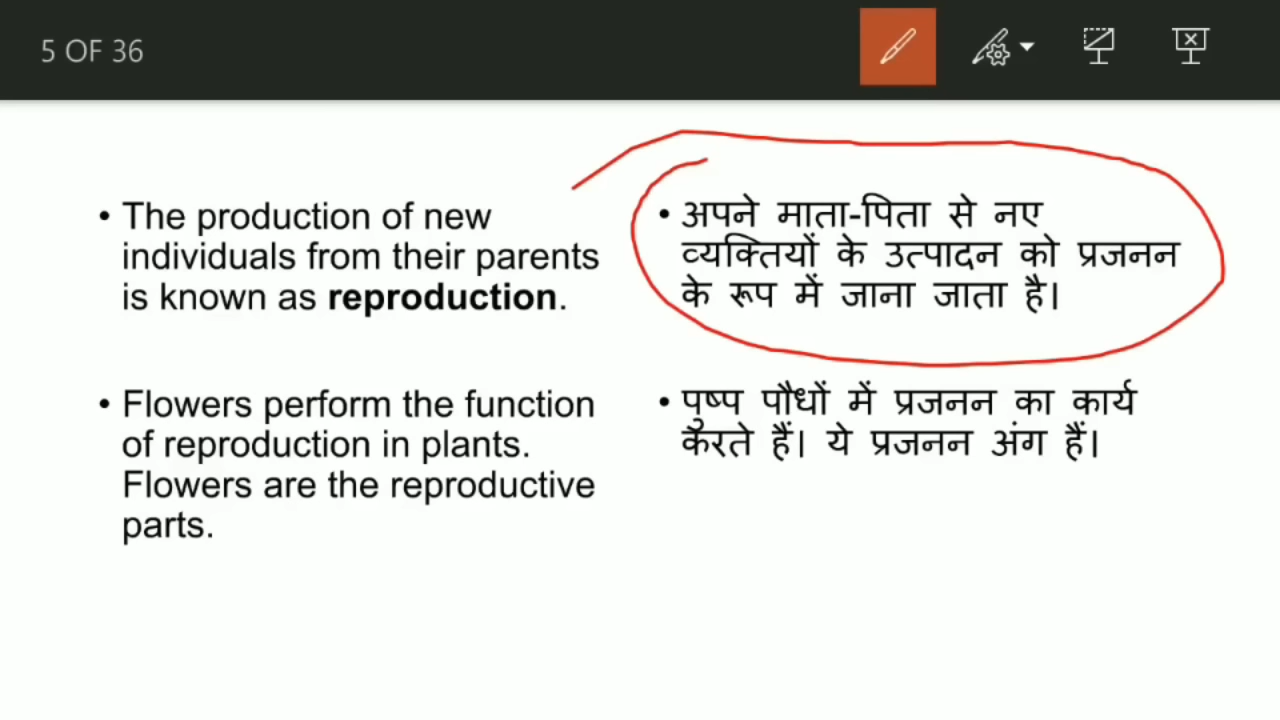 5 OF 36
• The production of new
individuals from their parents
is known as reproduction.
• Flowers perform the function
of reproduction in plants.
Flowers are the reproductive
parts.
• अपने माता-पिता से नए
व्यक्तियों के उत्पादन को प्रजनन
के रूप में जाना जाता है।
• पुष्प पौधों में प्रजनन का कार्य
करते हैं। ये प्रजनन अंग हैं।